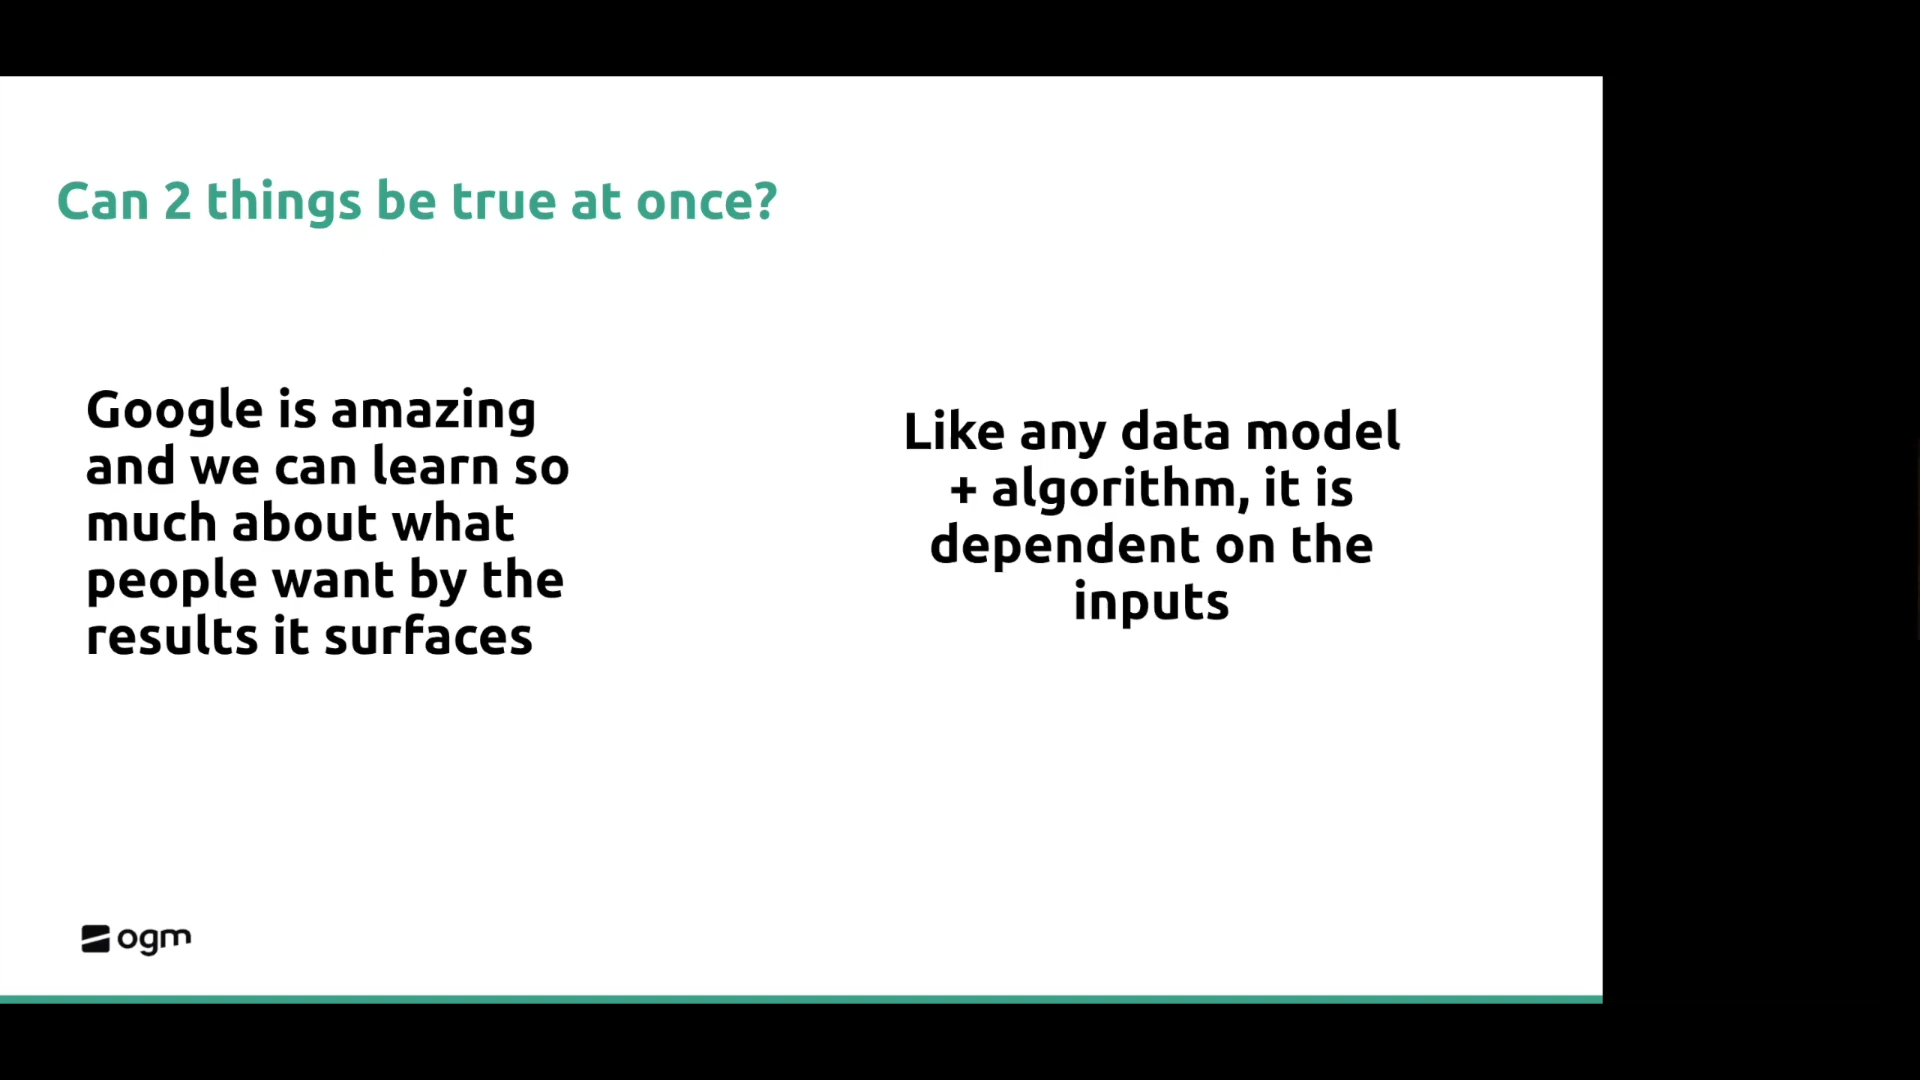 Can 2 things be true at once?
Google is amazing
and we can learn so
much about what
people want by the
results it surfaces
Like any data model
+ algorithm, it is
dependent on the
inputs
ogm